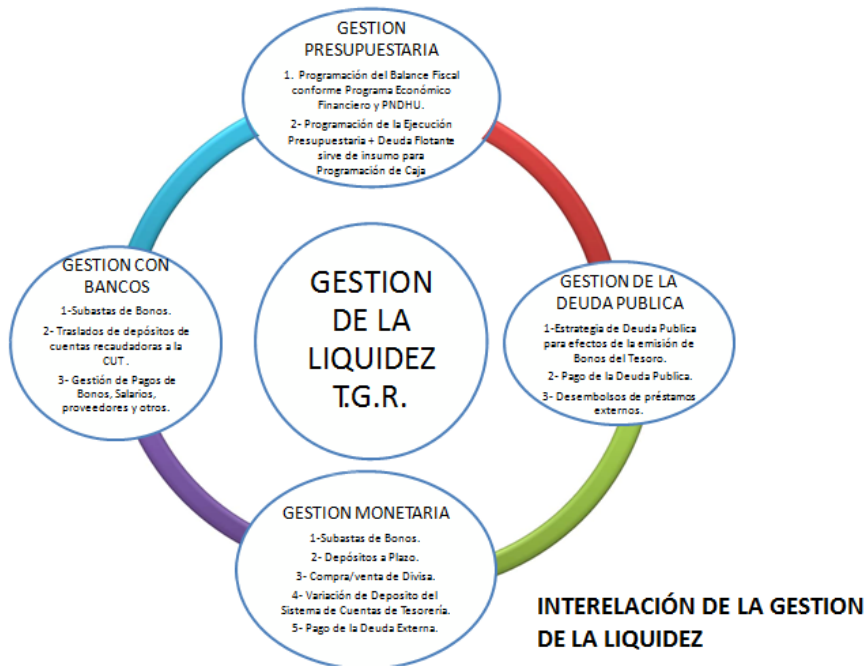 GESTION
PRESUPUESTARIA
1. Programación del Balance Fiscal
conforme Programa Económico
Financiero y PNDHU.
2- Programación de la Ejecución
Presupuestaria + Deuda Flotante
sirve de insumo para
Programación de Caja
GESTION CON
BANCOS
1-Subastas de Bonos.
2- Traslados de depósitos de
cuentas recaudadoras a la
CUT .
3- Gestión de Pagos de
Bonos, Salarios,
proveedores y otros.
GESTION
DE LA
LIQUIDEZ
T.G.R.
GESTION DE LA
DEUDA PUBLICA
1-Estrategia de Deuda Publica
para efectos de la emisión de
Bonos del Tesoro.
2- Pago de la Deuda Publica.
3- Desembolsos de préstamos
externos.
GESTION MONETARIA
1-Subastas de Bonos.
2- Depósitos a Plazo.
3- Compra/venta de Divisa.
4- Variación de Deposito del
Sistema de Cuentas de Tesorería.
5- Pago de la Deuda Externa.
INTERELACIÓN DE LA GESTION
DE LA LIQUIDEZ